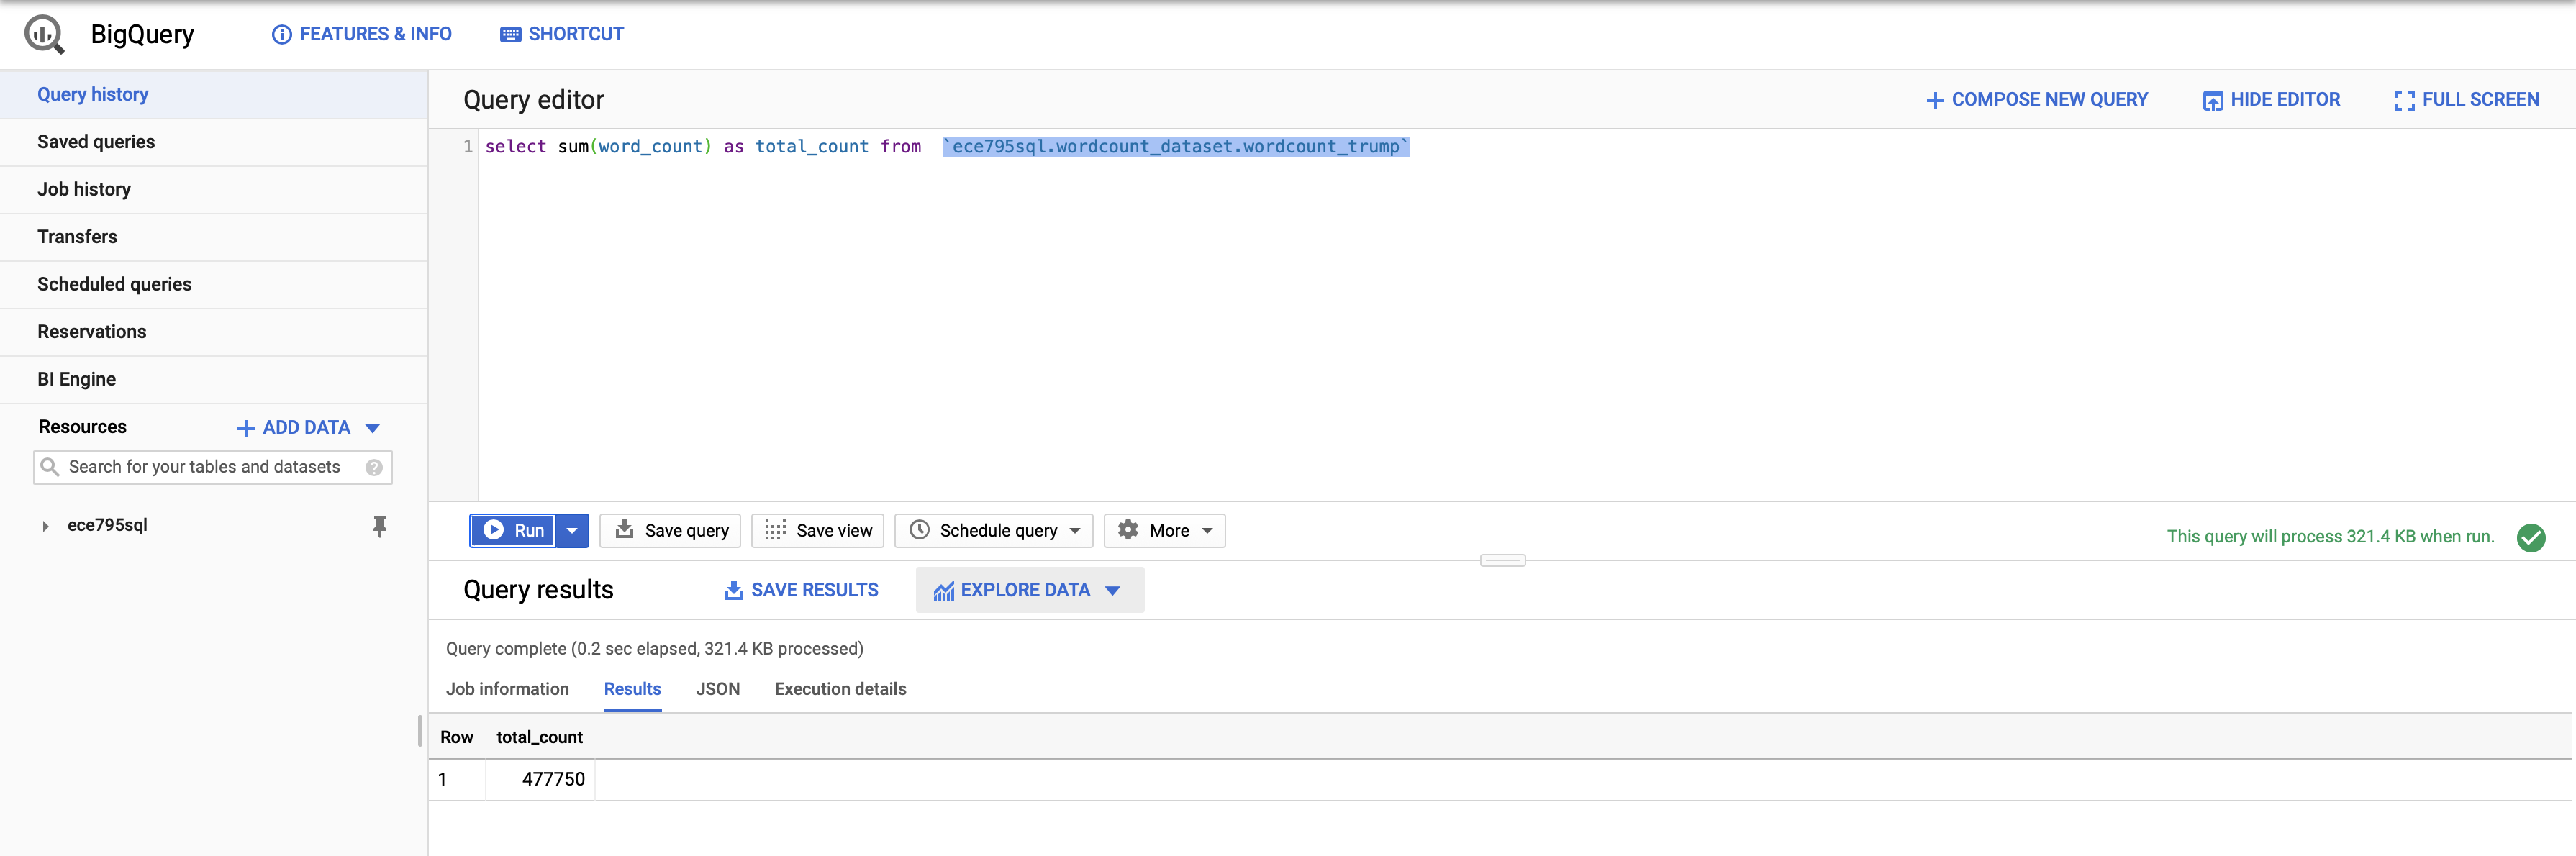 BigQuery FEATURES & INFO SHORTCUT
Query history
Saved queries
Job history
Transfers
Scheduled queries
Reservations
BI Engine
Resources ADD DATA
Search for your tables and datasets ?
ece795sql
Query editor COMPOSE NEW QUERY HIDE EDITOR FULL SCREEN
1 select sum(word_count) as total_count from `ece795sql.wordcount_dataset.wordcount_trump`
Run Save query Save view Schedule query More This query will process 321.4 KB when run.
Query results SAVE RESULTS EXPLORE DATA
Query complete (0.2 sec elapsed, 321.4 KB processed)
Job information Results JSON Execution details
Row total_count
1 477750